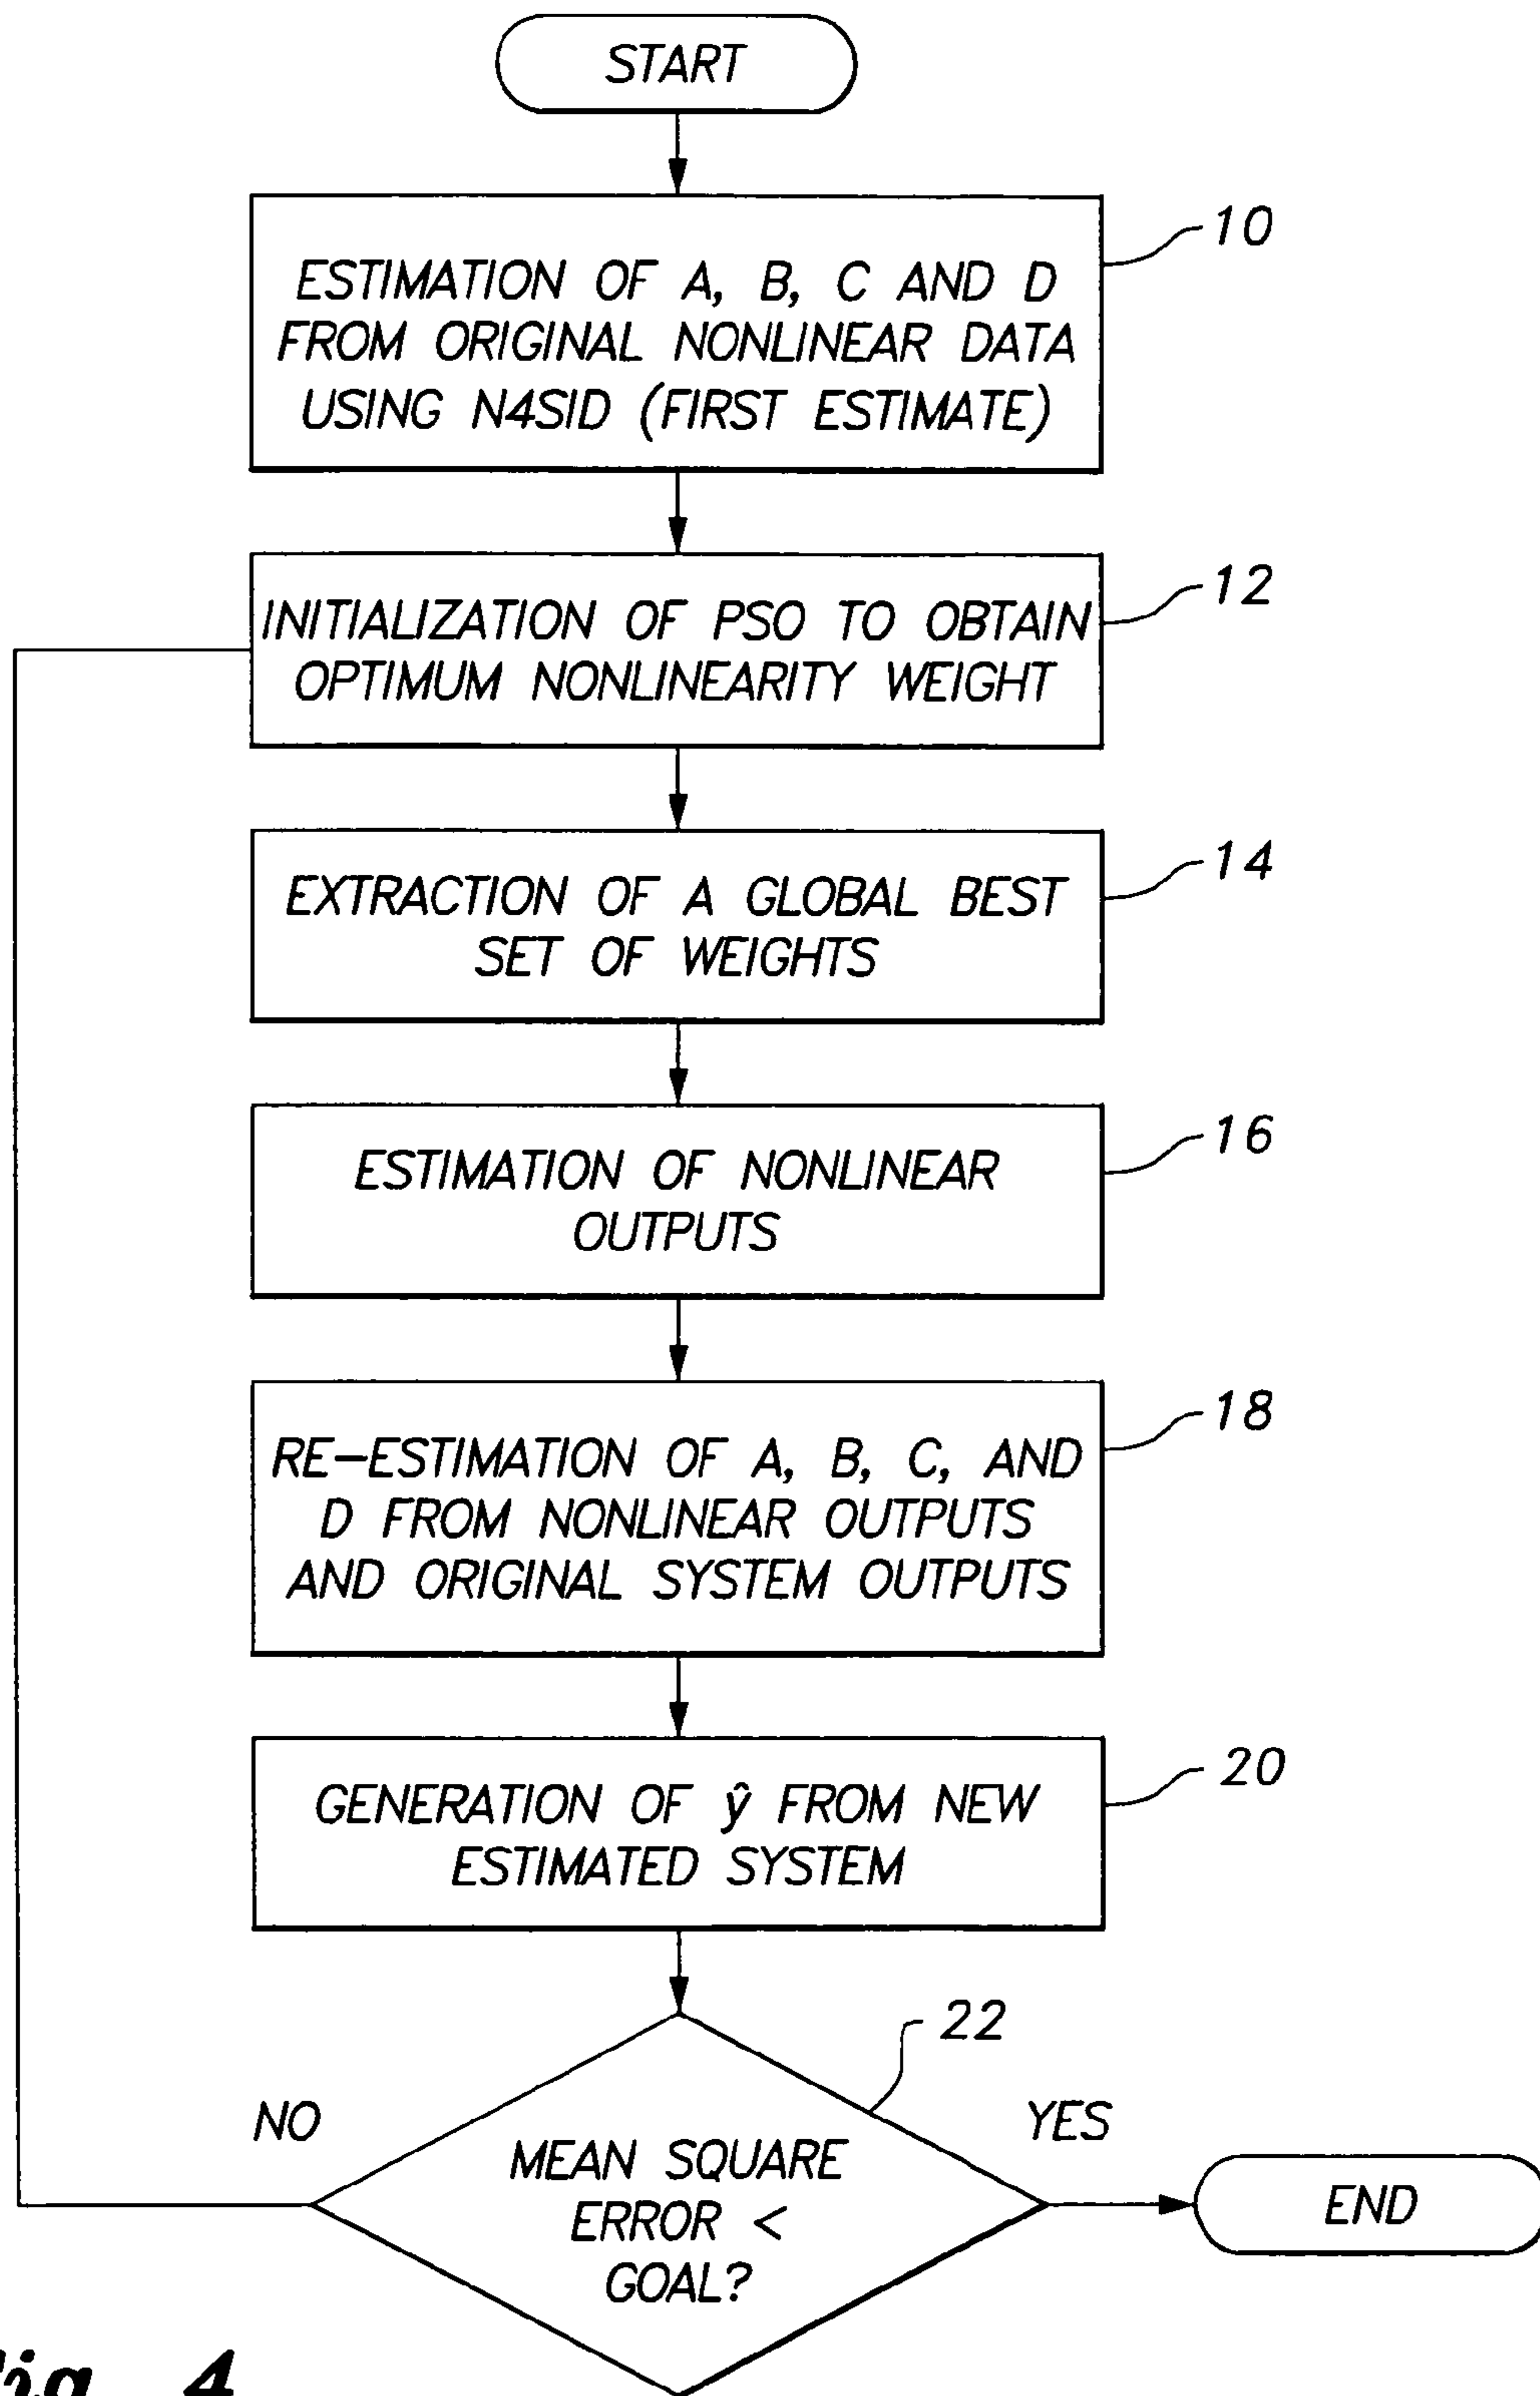 START
10
ESTIMATION OF A, B, C AND D
FROM ORIGINAL NONLINEAR DATA
USING N4SID (FIRST ESTIMATE)
12
INITIALIZATION OF PSO TO OBTAIN
OPTIMUM NONLINEARITY WEIGHT
14
EXTRACTION OF A GLOBAL BEST
SET OF WEIGHTS
16
ESTIMATION OF NONLINEAR
OUTPUTS
18
RE-ESTIMATION OF A, B, C, AND
D FROM NONLINEAR OUTPUTS
AND ORIGINAL SYSTEM OUTPUTS
20
GENERATION OF ŷ FROM NEW
ESTIMATED SYSTEM
22
NO
YES
MEAN SQUARE
ERROR <
GOAL?
END
Fig. 4